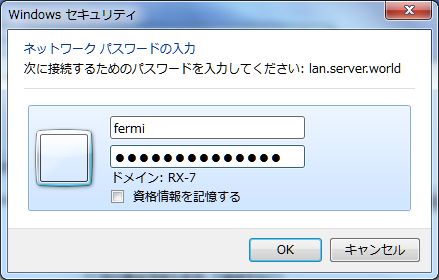 Windows セキュリティ
ネットワーク パスワードの入力
次に接続するためのパスワードを入力してください: lan.server.world
fermi
●●●●●●●●●●●●●●
ドメイン: RX-7
資格情報を記憶する
OK
キャンセル